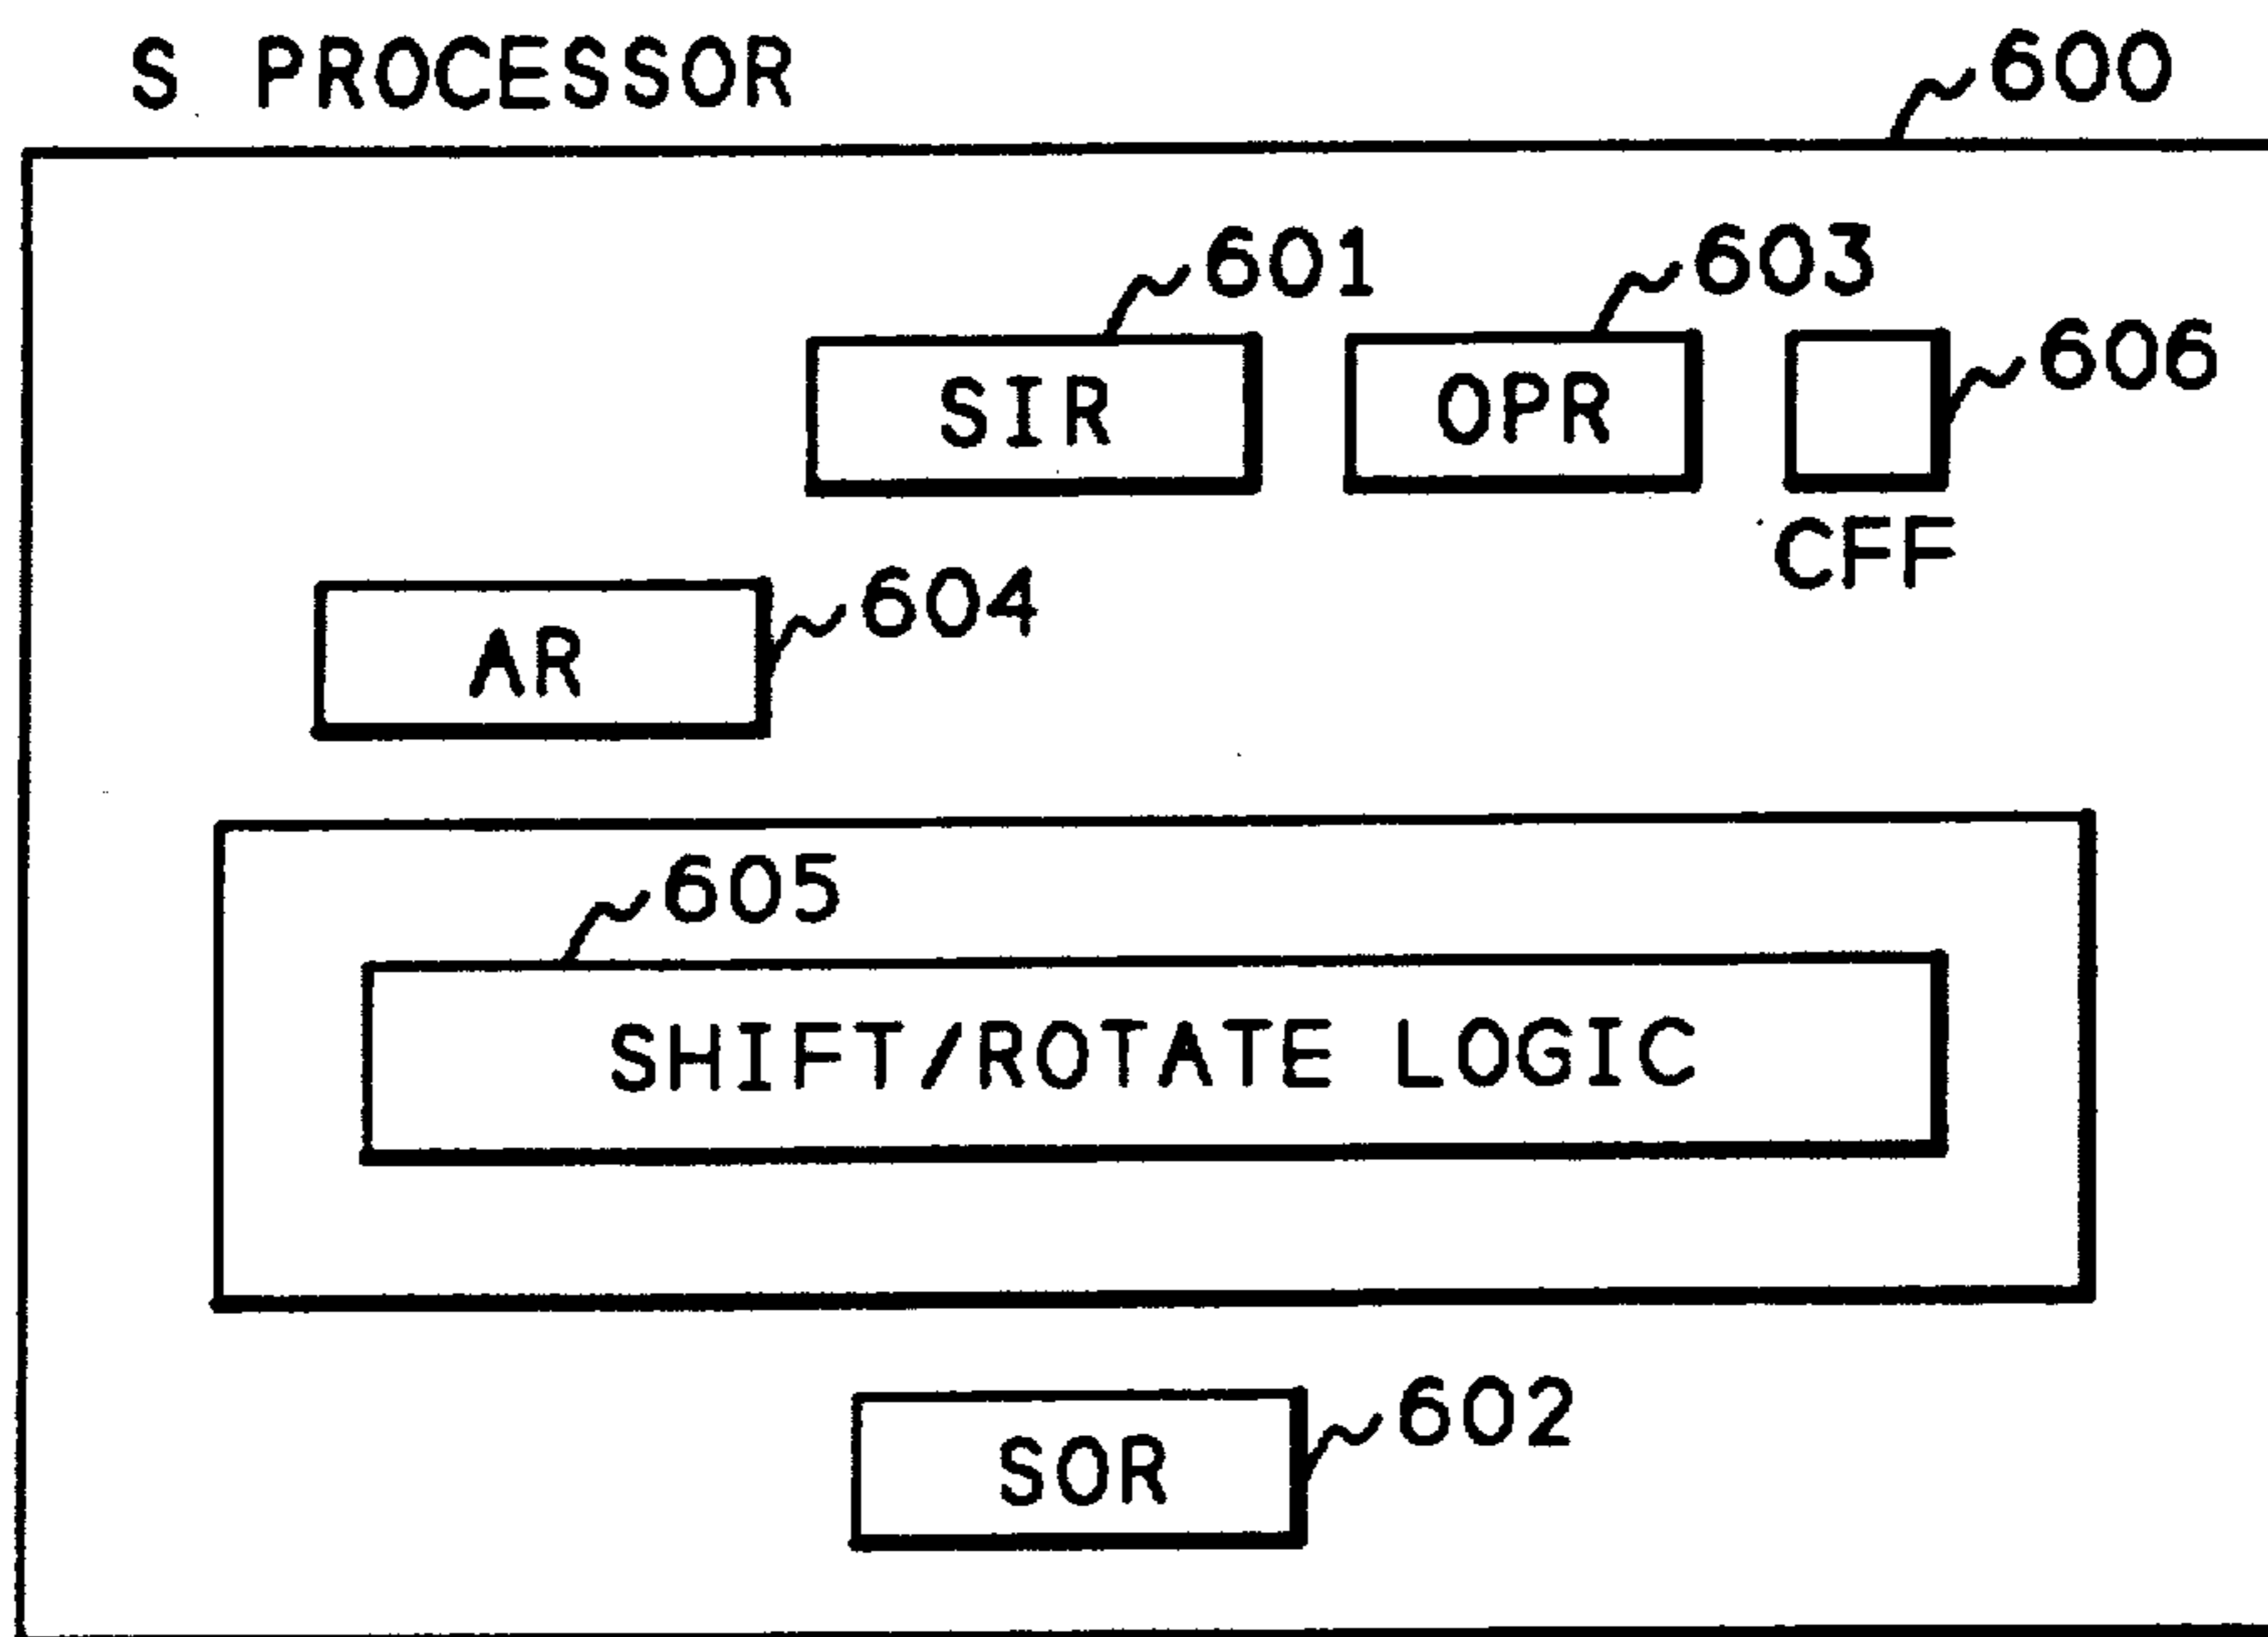 S PROCESSOR
600
601
603
SIR
OPR
606
CFF
604
AR
605
SHIFT/ROTATE LOGIC
602
SOR